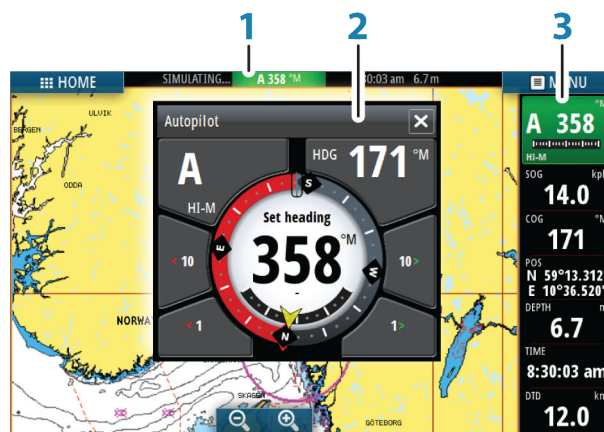 1 2 3
HOME
SIMULATING...
A 358 °M
:30:03 am 6.7 m
MENU
ULVIK
BERGEN
ODDA
NORWA
SKAGEN
GÖTEBORG
Autopilot
A
HI-M
HDG 171 °M
Set heading
358 °M
-
S
E
W
N
< 10
10 >
< 1
1 >
°M
A 358
HI-M
SOG kph
14.0
COG °M
171
POS
N 59°13.312'
E 10°36.520'
DEPTH m
6.7
TIME
8:30:03 am
DTD km
12.0